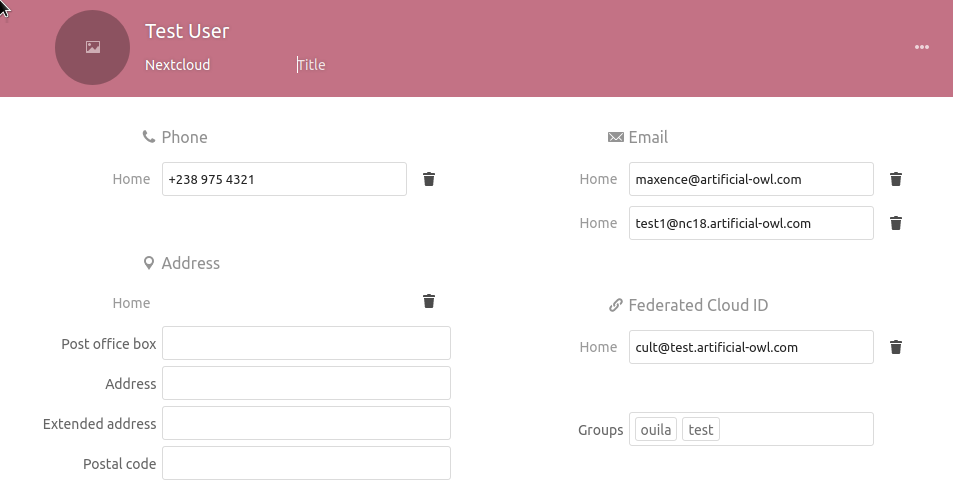 Test User
Nextcloud Title
Phone
Home +238 975 4321
Address
Home
Post office box
Address
Extended address
Postal code
Email
Home maxence@artificial-owl.com
Home test1@nc18.artificial-owl.com
Federated Cloud ID
Home cult@test.artificial-owl.com
Groups ouila test